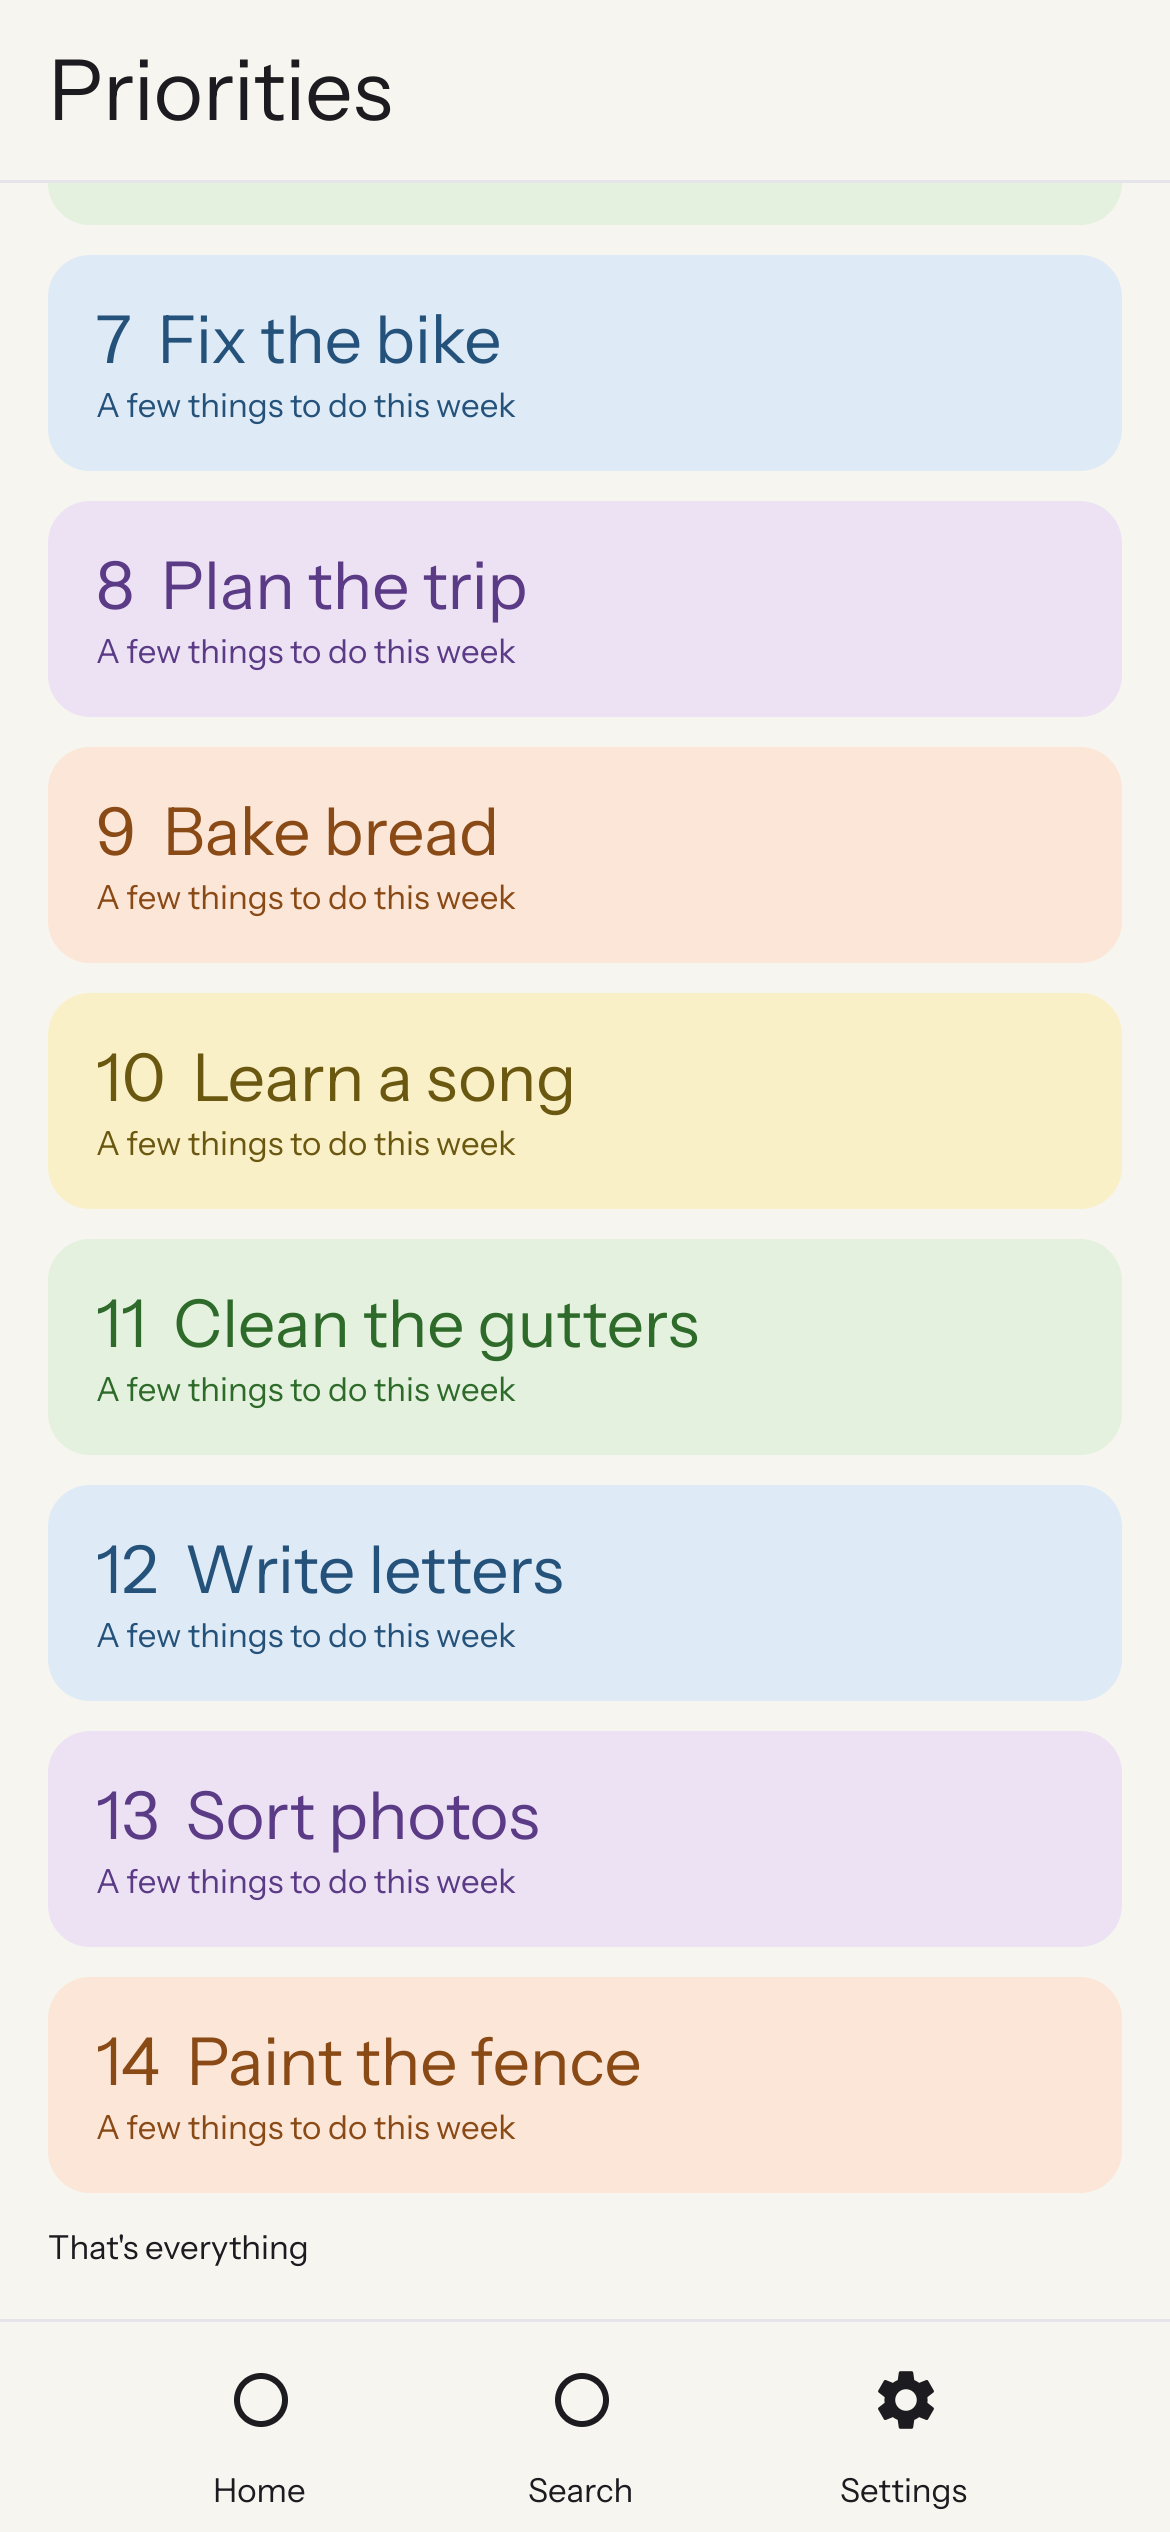 Priorities
7 Fix the bike
A few things to do this week
8 Plan the trip
A few things to do this week
9 Bake bread
A few things to do this week
10 Learn a song
A few things to do this week
11 Clean the gutters
A few things to do this week
12 Write letters
A few things to do this week
13 Sort photos
A few things to do this week
14 Paint the fence
A few things to do this week
That's everything
Home Search Settings